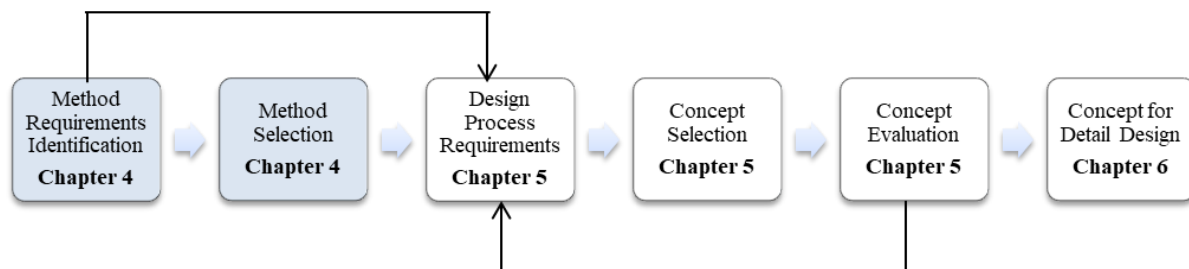 Method
Requirements
Identification
Chapter 4
Method
Selection
Chapter 4
Design
Process
Requirements
Chapter 5
Concept
Selection
Chapter 5
Concept
Evaluation
Chapter 5
Concept for
Detail Design
Chapter 6